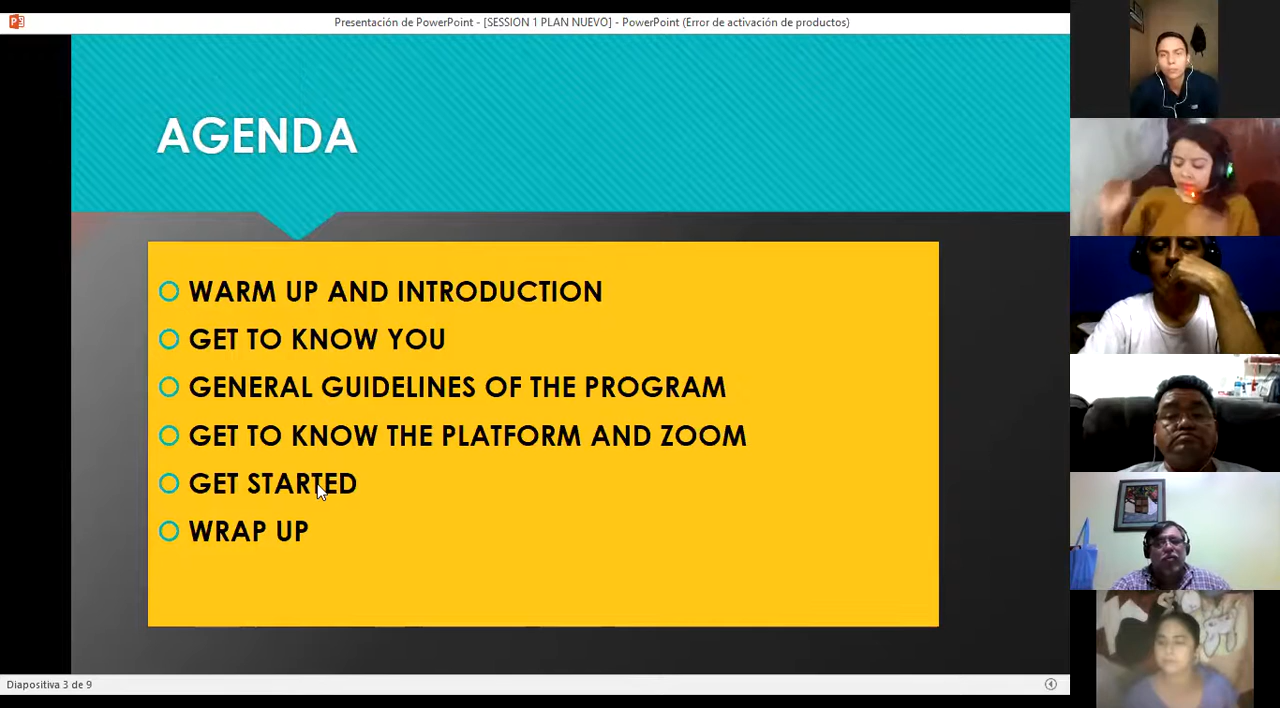 Presentación de PowerPoint - [SESSION 1 PLAN NUEVO] - PowerPoint (Error de activación de productos)
AGENDA
WARM UP AND INTRODUCTION
GET TO KNOW YOU
GENERAL GUIDELINES OF THE PROGRAM
GET TO KNOW THE PLATFORM AND ZOOM
GET STARTED
WRAP UP
Diapositiva 3 de 9